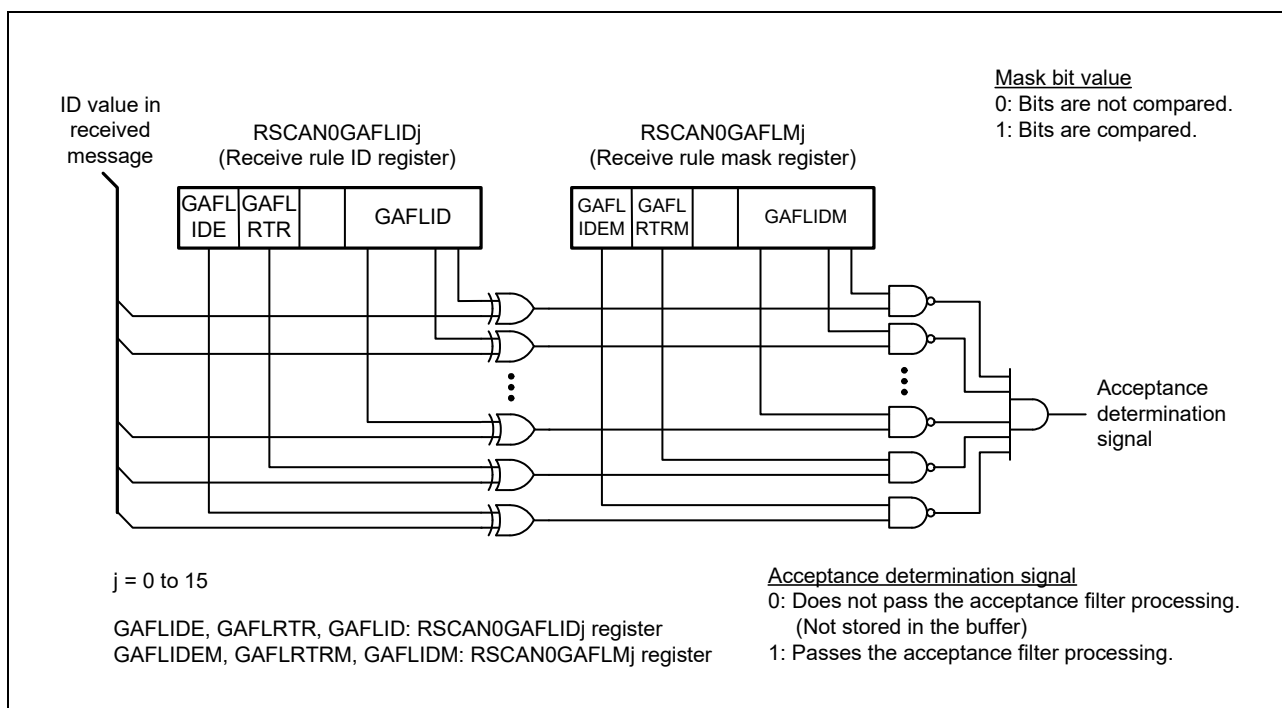 Mask bit value
0: Bits are not compared.
1: Bits are compared.
ID value in
received
message
RSCAN0GAFLIDj
(Receive rule ID register)
RSCAN0GAFLMj
(Receive rule mask register)
GAFL
IDE
GAFL
RTR
GAFLID
GAFL
IDEM
GAFL
RTRM
GAFLIDM
Acceptance
determination
signal
j = 0 to 15
GAFLIDE, GAFLRTR, GAFLID: RSCAN0GAFLIDj register
GAFLIDEM, GAFLRTRM, GAFLIDM: RSCAN0GAFLMj register
Acceptance determination signal
0: Does not pass the acceptance filter processing.
(Not stored in the buffer)
1: Passes the acceptance filter processing.